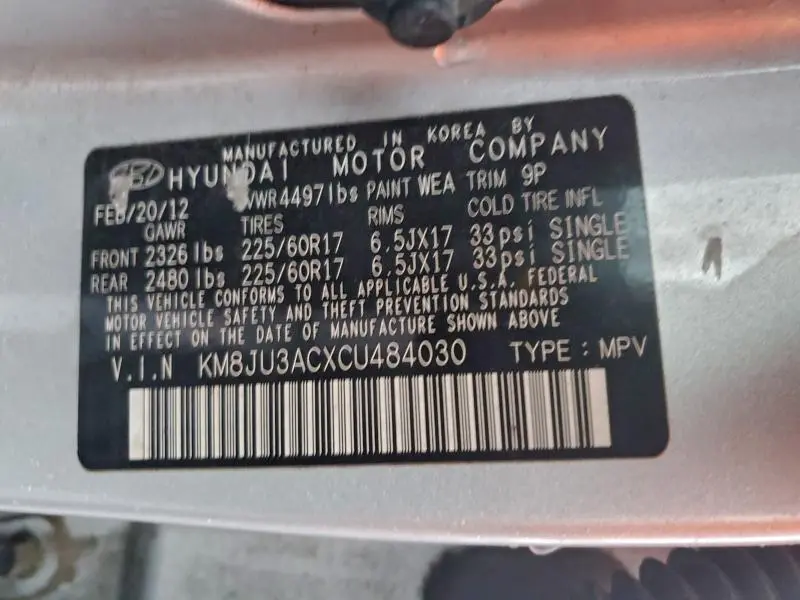 MANUFACTURED IN KOREA BY
HYUNDAI MOTOR COMPANY
FEB/20/12 VWR4497lbs PAINT WEA TRIM 9P
GAWR TIRES RIMS COLD TIRE INFL
FRONT 2326lbs 225/60R17 6.5JX17 33psi SINGLE
REAR 2480lbs 225/60R17 6.5JX17 33psi SINGLE
THIS VEHICLE CONFORMS TO ALL APPLICABLE U.S.A. FEDERAL
MOTOR VEHICLE SAFETY AND THEFT PREVENTION STANDARDS
IN EFFECT ON THE DATE OF MANUFACTURE SHOWN ABOVE
V.I.N KM8JU3ACXCU484030 TYPE : MPV